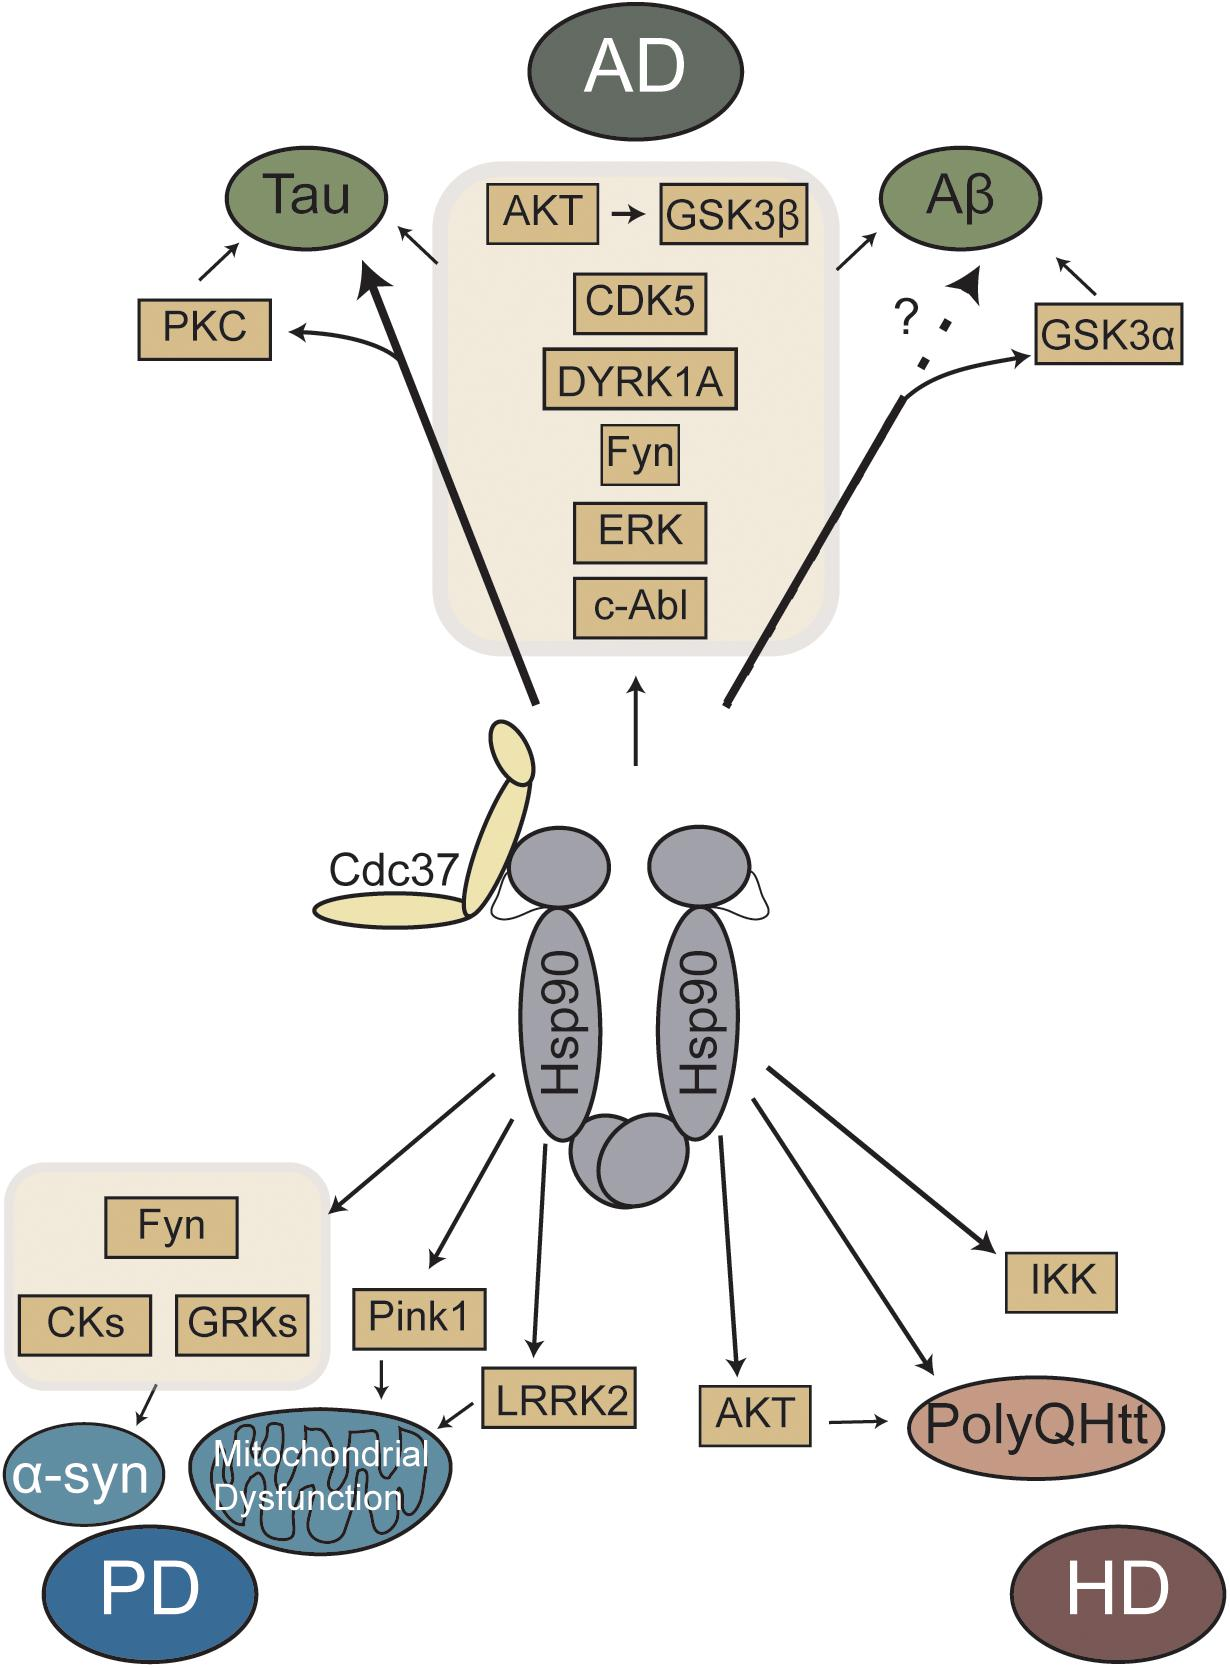 AD
Tau
AKT
GSK3β
Aβ
PKC
CDK5
?
GSK3α
DYRK1A
Fyn
ERK
c-Abl
Cdc37
Hsp90
Hsp90
Fyn
CKs
GRKs
Pink1
LRRK2
AKT
IKK
PolyQHtt
α-syn
Mitochondrial
Dysfunction
PD
HD